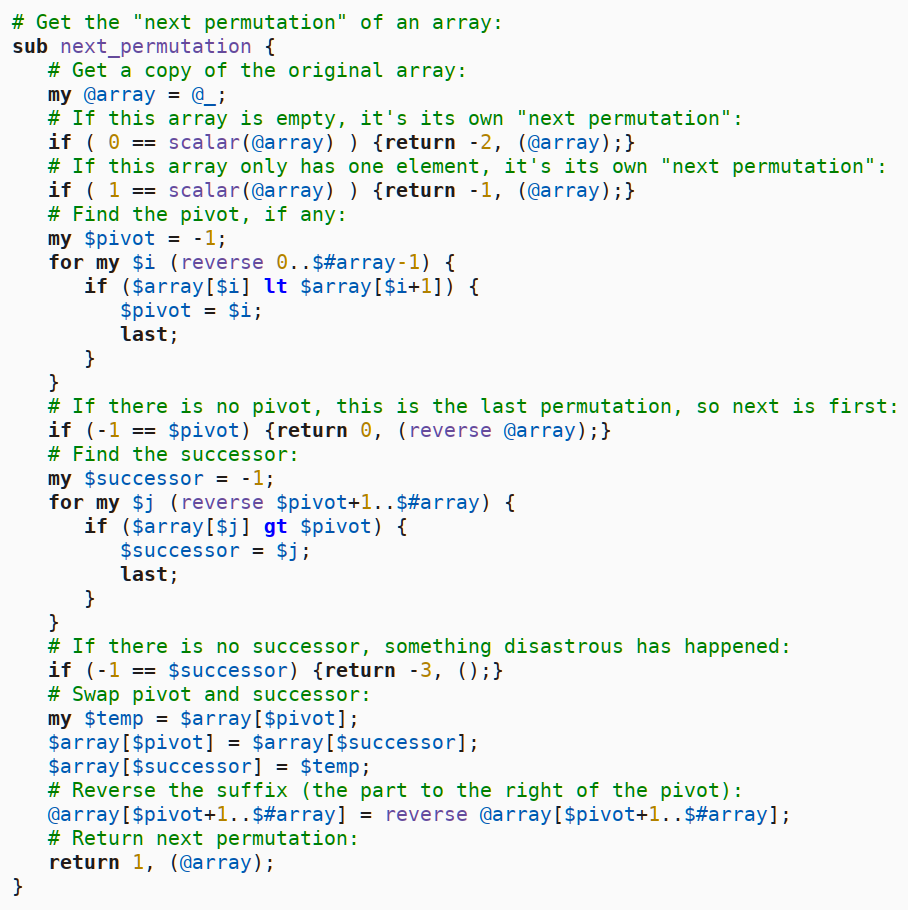 # Get the "next permutation" of an array:
sub next_permutation {
   # Get a copy of the original array:
   my @array = @_;
   # If this array is empty, it's its own "next permutation":
   if ( 0 == scalar(@array) ) {return -2, (@array);}
   # If this array only has one element, it's its own "next permutation":
   if ( 1 == scalar(@array) ) {return -1, (@array);}
   # Find the pivot, if any:
   my $pivot = -1;
   for my $i (reverse 0..$#array-1) {
      if ($array[$i] lt $array[$i+1]) {
         $pivot = $i;
         last;
      }
   }
   # If there is no pivot, this is the last permutation, so next is first:
   if (-1 == $pivot) {return 0, (reverse @array);}
   # Find the successor:
   my $successor = -1;
   for my $j (reverse $pivot+1..$#array) {
      if ($array[$j] gt $pivot) {
         $successor = $j;
         last;
      }
   }
   # If there is no successor, something disastrous has happened:
   if (-1 == $successor) {return -3, ();}
   # Swap pivot and successor:
   my $temp = $array[$pivot];
   $array[$pivot] = $array[$successor];
   $array[$successor] = $temp;
   # Reverse the suffix (the part to the right of the pivot):
   @array[$pivot+1..$#array] = reverse @array[$pivot+1..$#array];
   # Return next permutation:
   return 1, (@array);
}